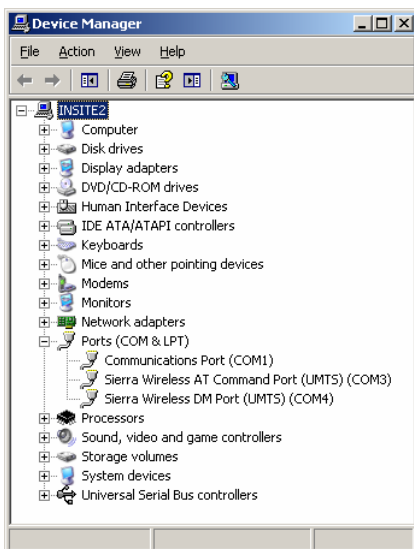 Device Manager
File Action View Help
INSITE2
Computer
Disk drives
Display adapters
DVD/CD-ROM drives
Human Interface Devices
IDE ATA/ATAPI controllers
Keyboards
Mice and other pointing devices
Modems
Monitors
Network adapters
Ports (COM & LPT)
Communications Port (COM1)
Sierra Wireless AT Command Port (UMTS) (COM3)
Sierra Wireless DM Port (UMTS) (COM4)
Processors
Sound, video and game controllers
Storage volumes
System devices
Universal Serial Bus controllers